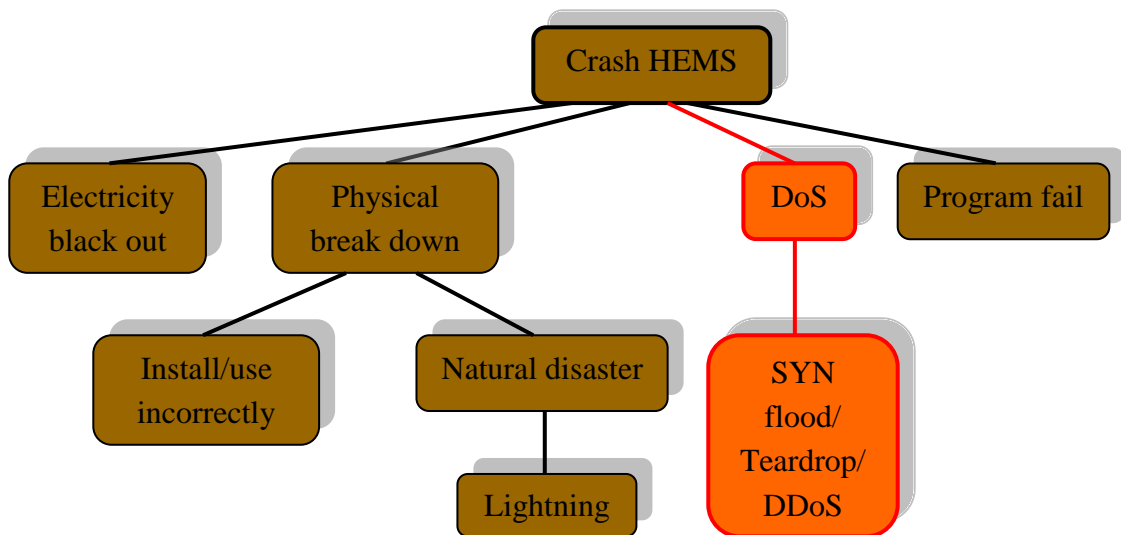 Crash HEMS
Electricity
black out
Physical
break down
DoS
Program fail
Install/use
incorrectly
Natural disaster
SYN
flood/
Teardrop/
DDoS
Lightning